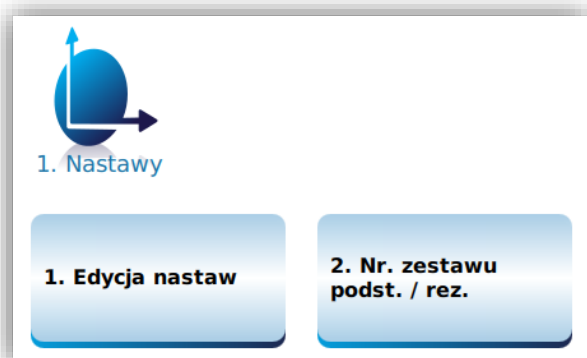 1. Nastawy
1. Edycja nastaw
2. Nr. zestawu
podst. / rez.